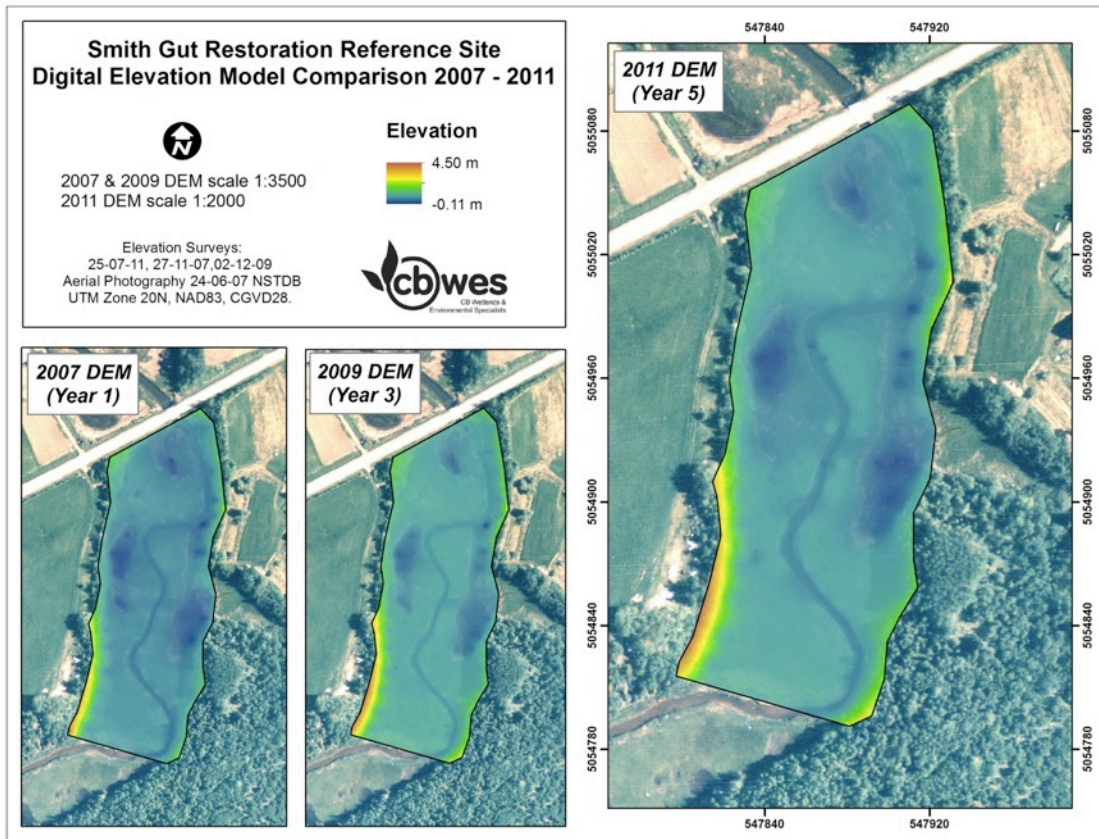 Smith Gut Restoration Reference Site
Digital Elevation Model Comparison 2007 - 2011
N
2007 & 2009 DEM scale 1:3500
2011 DEM scale 1:2000
Elevation
4.50 m
-0.11 m
Elevation Surveys:
25-07-11, 27-11-07,02-12-09
Aerial Photography 24-06-07 NSTDB
UTM Zone 20N, NAD83, CGVD28.
cbwes
CB Wetlands &
Environmental Specialists
2007 DEM
(Year 1)
2009 DEM
(Year 3)
2011 DEM
(Year 5)
547840
547920
5055080
5055020
5054960
5054900
5054840
5054780
5055080
5055020
5054960
5054900
5054840
5054780
547840
547920